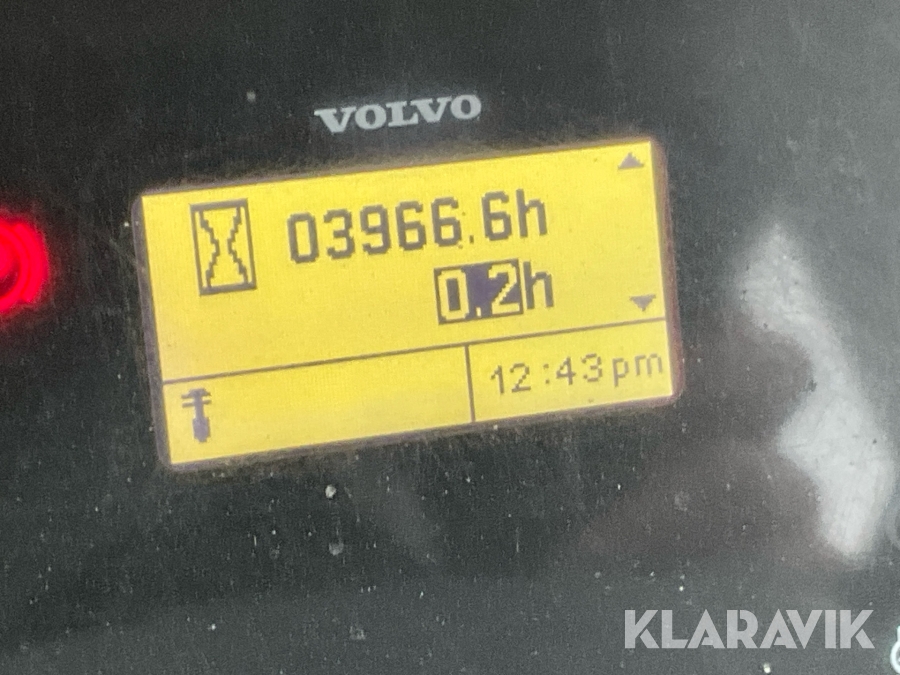 VOLVO
03966.6h
0.2h
12:43pm
KLARAVIK